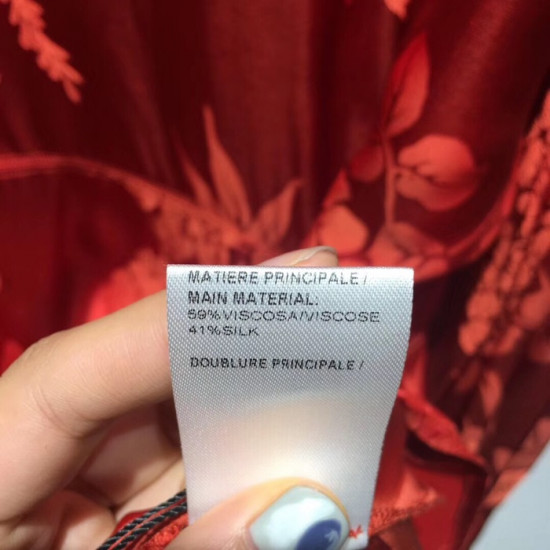 MATIERE PRINCIPALE /
MAIN MATERIAL:
59%VISCOSA/VISCOSE
41%SILK
DOUBLURE PRINCIPALE /